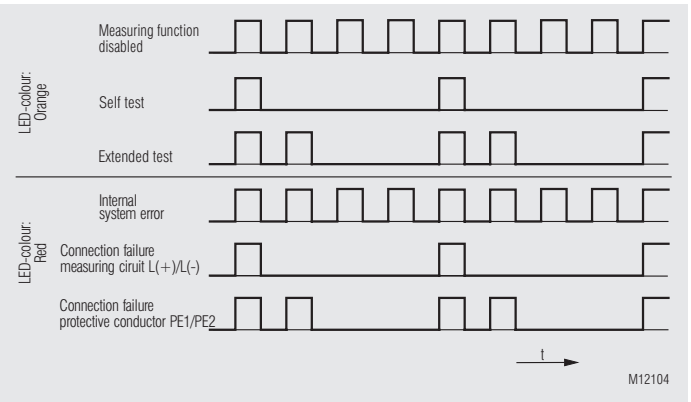 LED-colour:
Orange
Measuring function
disabled
Self test
Extended test
LED-colour:
Red
Internal
system error
Connection failure
measuring ciruit L(+)/L(-)
Connection failure
protective conductor PE1/PE2
t
M12104